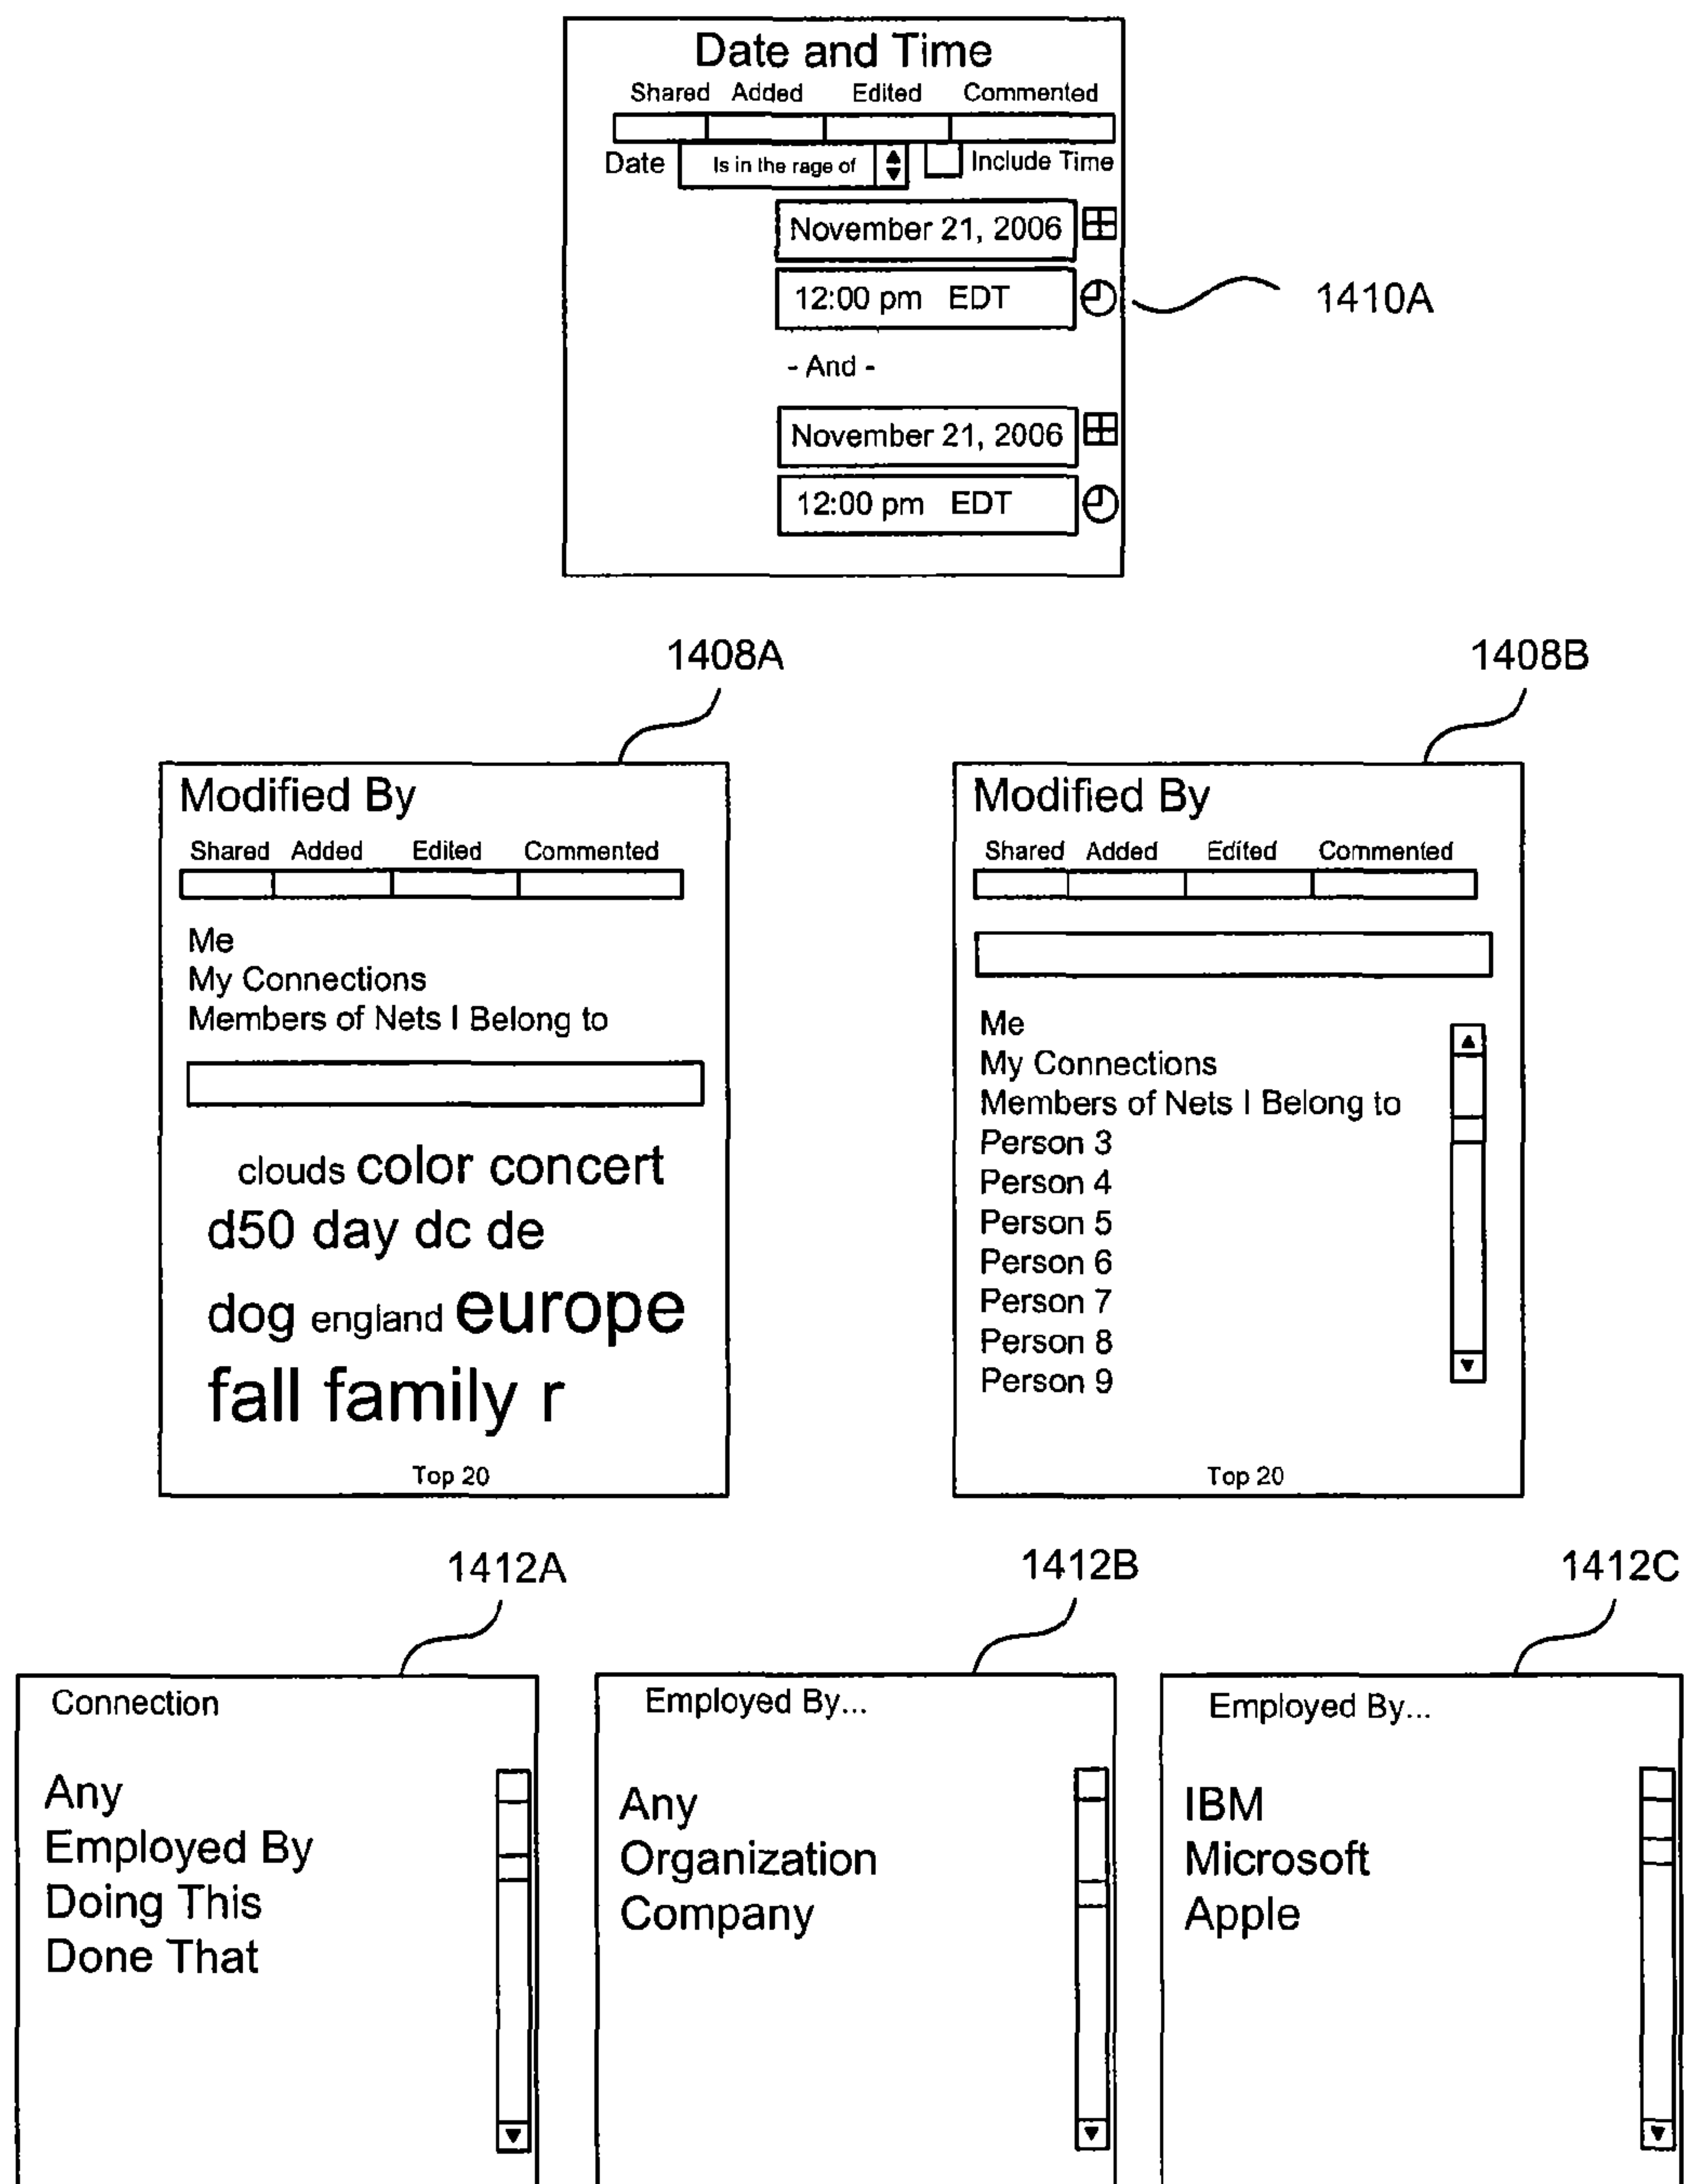 Date and Time
Shared Added Edited Commented
Date Is in the rage of Include Time
November 21, 2006
12:00 pm EDT
1410A
- And -
November 21, 2006
12:00 pm EDT
1408A
Modified By
Shared Added Edited Commented
Me
My Connections
Members of Nets I Belong to
clouds color concert
d50 day dc de
dog england europe
fall family r
Top 20
1408B
Modified By
Shared Added Edited Commented
Me
My Connections
Members of Nets I Belong to
Person 3
Person 4
Person 5
Person 6
Person 7
Person 8
Person 9
Top 20
1412A
Connection
Any
Employed By
Doing This
Done That
1412B
Employed By...
Any
Organization
Company
1412C
Employed By...
IBM
Microsoft
Apple